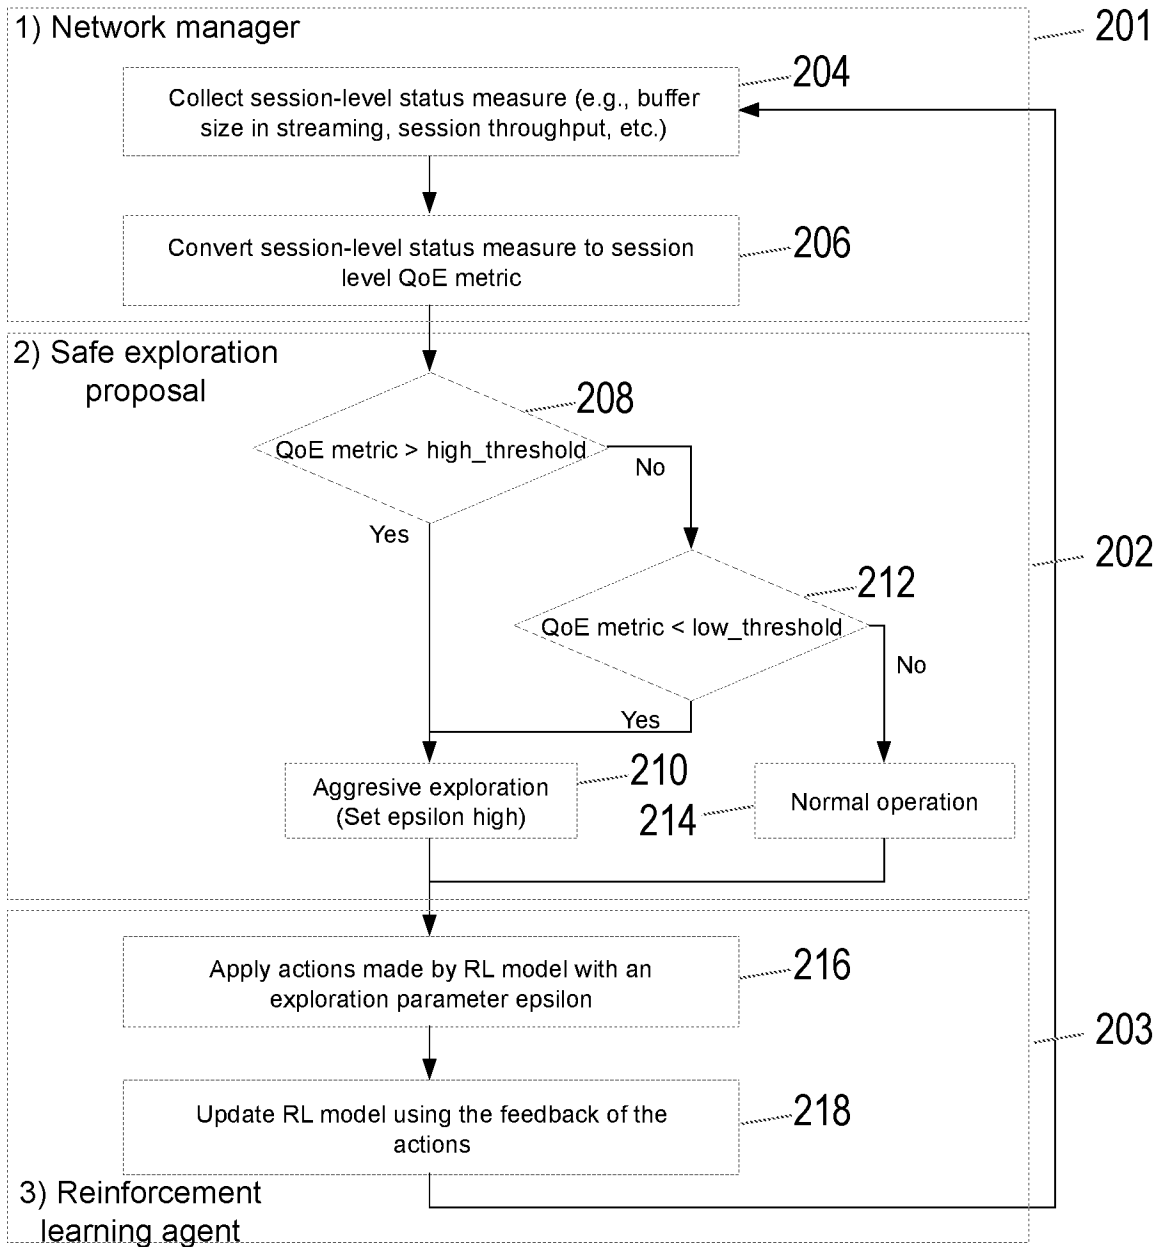 1) Network manager
201
204
Collect session-level status measure (e.g., buffer
size in streaming, session throughput, etc.)
206
Convert session-level status measure to session
level QoE metric
2) Safe exploration
proposal
208
QoE metric > high_threshold
No
Yes
202
212
QoE metric < low_threshold
No
Yes
210
Aggresive exploration
(Set epsilon high)
214
Normal operation
216
Apply actions made by RL model with an
exploration parameter epsilon
203
218
Update RL model using the feedback of the
actions
3) Reinforcement
learning agent